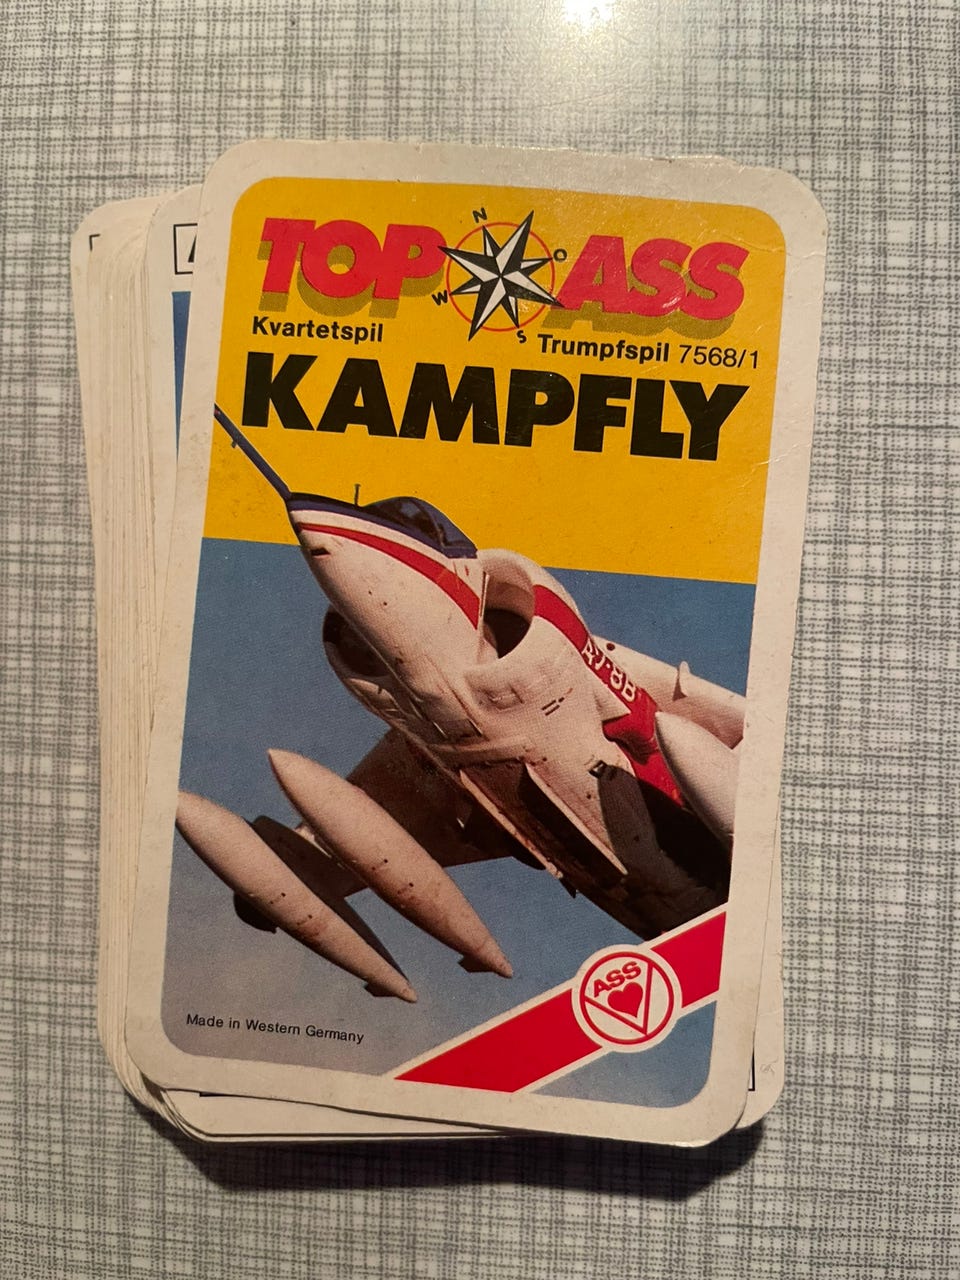 TOP ASS
N
O
W
S
Kvartetspil
Trumpfspil 7568/1
KAMPFLY
ASS
Made in Western Germany